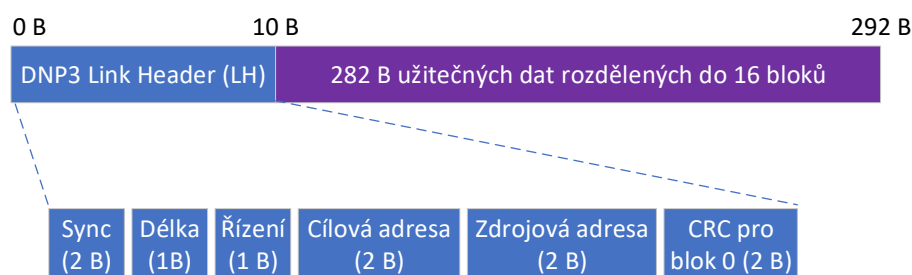 0 B 10 B 292 B
DNP3 Link Header (LH) 282 B užitečných dat rozdělených do 16 bloků
Sync Délka Řízení Cílová adresa Zdrojová adresa CRC pro
(2 B) (1B) (1 B) (2 B) (2 B) blok 0 (2 B)